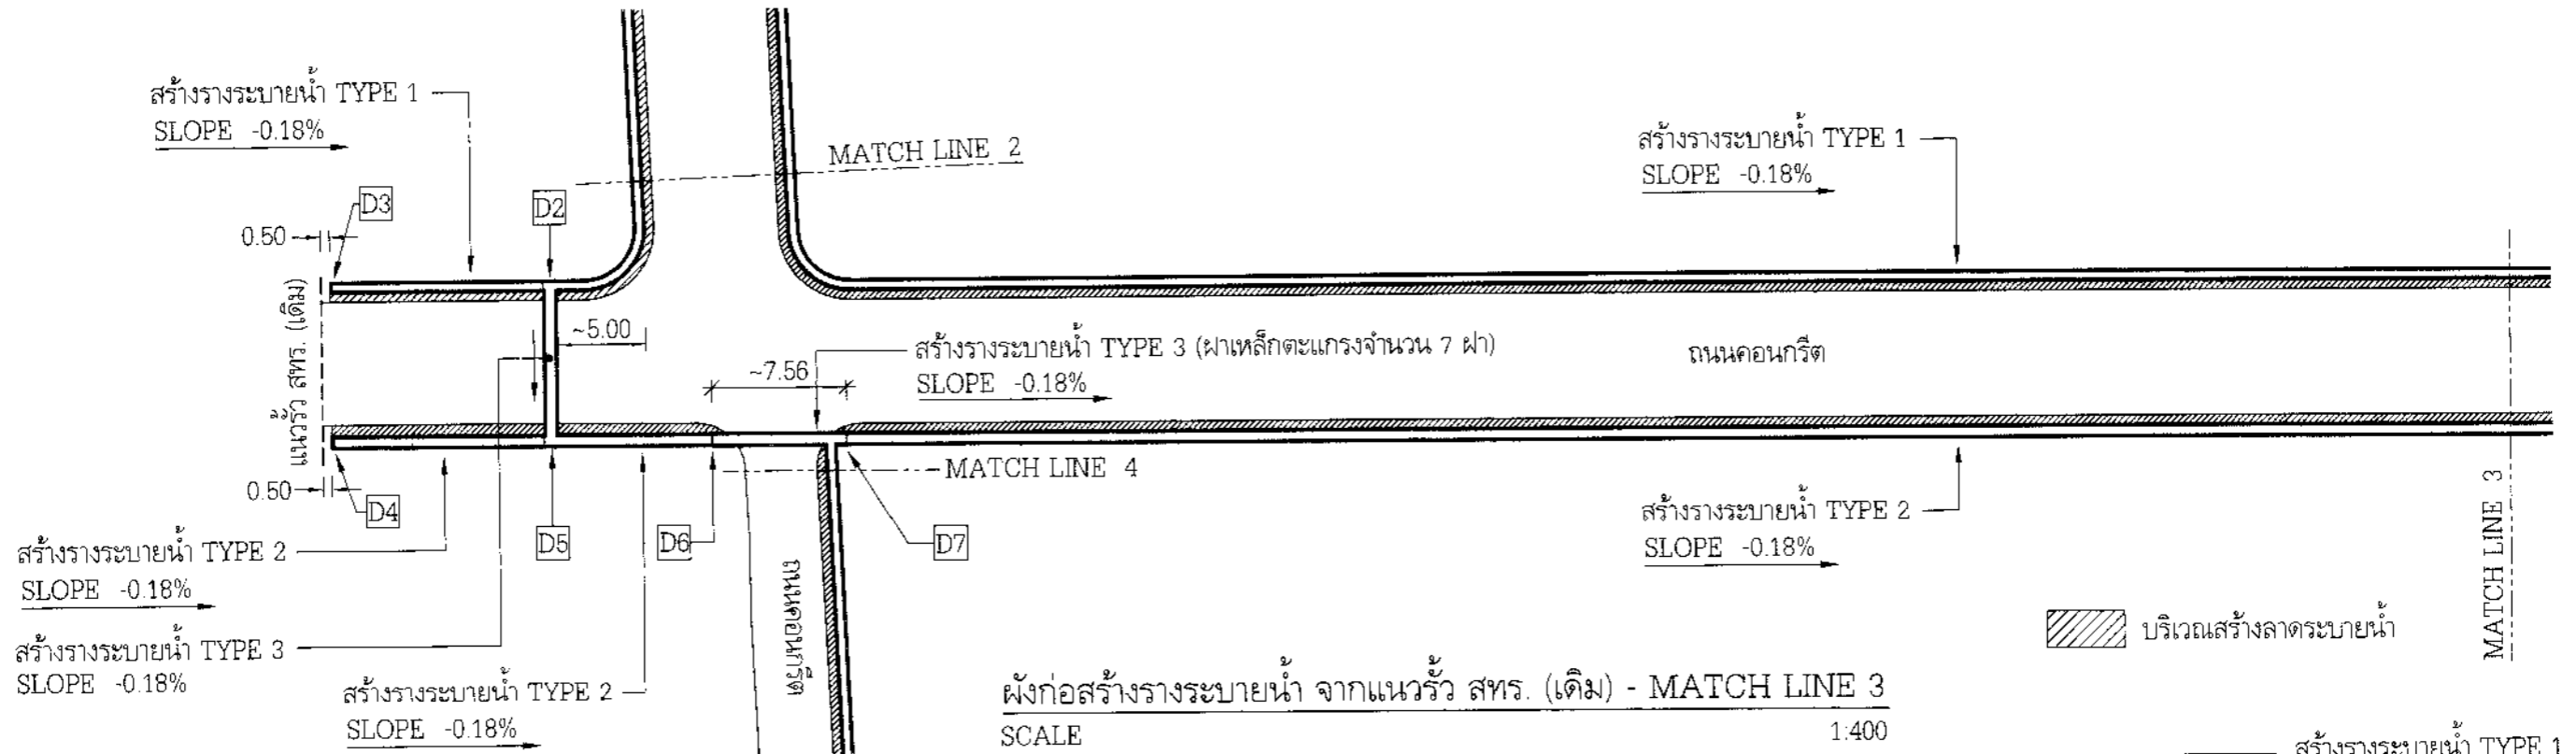 สร้างรางระบายน้ำ TYPE 1
SLOPE -0.18%
MATCH LINE 2
สร้างรางระบายน้ำ TYPE 1
SLOPE -0.18%
D3
D2
0.50
แนวรั้ว สทร. (เดิม)
~5.00
~7.56
สร้างรางระบายน้ำ TYPE 3 (ฝาเหล็กตะแกรงจำนวน 7 ฝา)
SLOPE -0.18%
ถนนคอนกรีต
MATCH LINE 4
0.50
D4
D5
D6
D7
สร้างรางระบายน้ำ TYPE 2
SLOPE -0.18%
สร้างรางระบายน้ำ TYPE 2
SLOPE -0.18%
สร้างรางระบายน้ำ TYPE 3
SLOPE -0.18%
สร้างรางระบายน้ำ TYPE 2
SLOPE -0.18%
ถนนคอนกรีต
MATCH LINE 3
บริเวณสร้างลาดระบายน้ำ
ผังก่อสร้างรางระบายน้ำ จากแนวรั้ว สทร. (เดิม) - MATCH LINE 3
SCALE 1:400
สร้างรางระบายน้ำ TYPE 1